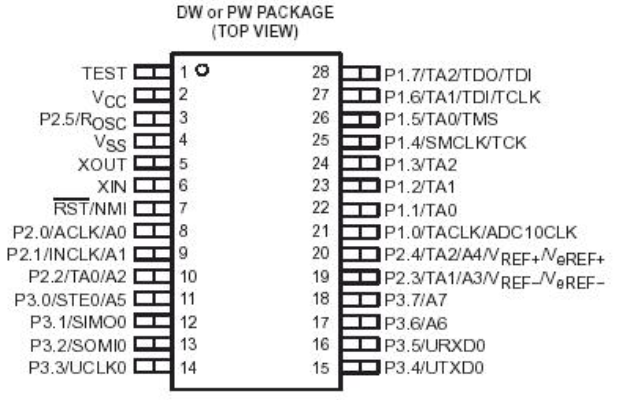 DW or PW PACKAGE
(TOP VIEW)
TEST 1 28 P1.7/TA2/TDO/TDI
VCC 2 27 P1.6/TA1/TDI/TCLK
P2.5/ROSC 3 26 P1.5/TA0/TMS
VSS 4 25 P1.4/SMCLK/TCK
XOUT 5 24 P1.3/TA2
XIN 6 23 P1.2/TA1
RST/NMI 7 22 P1.1/TA0
P2.0/ACLK/A0 8 21 P1.0/TACLK/ADC10CLK
P2.1/INCLK/A1 9 20 P2.4/TA2/A4/VREF+/VeREF+
P2.2/TA0/A2 10 19 P2.3/TA1/A3/VREF−/VeREF−
P3.0/STE0/A5 11 18 P3.7/A7
P3.1/SIMO0 12 17 P3.6/A6
P3.2/SOMI0 13 16 P3.5/URXD0
P3.3/UCLK0 14 15 P3.4/UTXD0